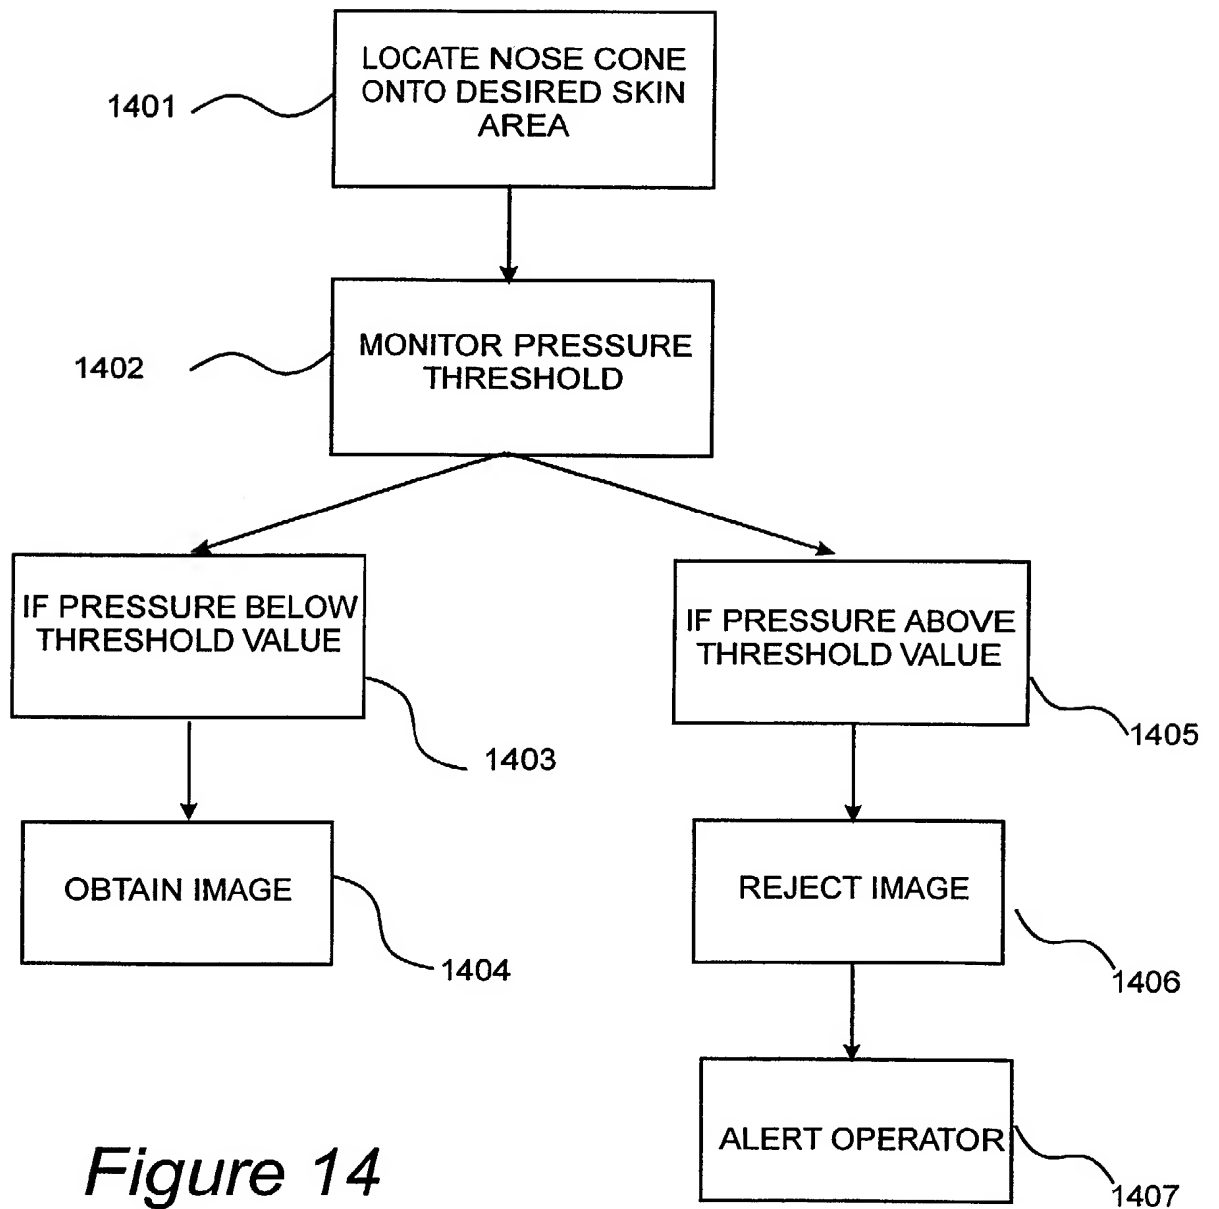 LOCATE NOSE CONE
ONTO DESIRED SKIN
AREA
1401
MONITOR PRESSURE
THRESHOLD
1402
IF PRESSURE BELOW
THRESHOLD VALUE
1403
IF PRESSURE ABOVE
THRESHOLD VALUE
1405
OBTAIN IMAGE
1404
REJECT IMAGE
1406
ALERT OPERATOR
1407
Figure 14